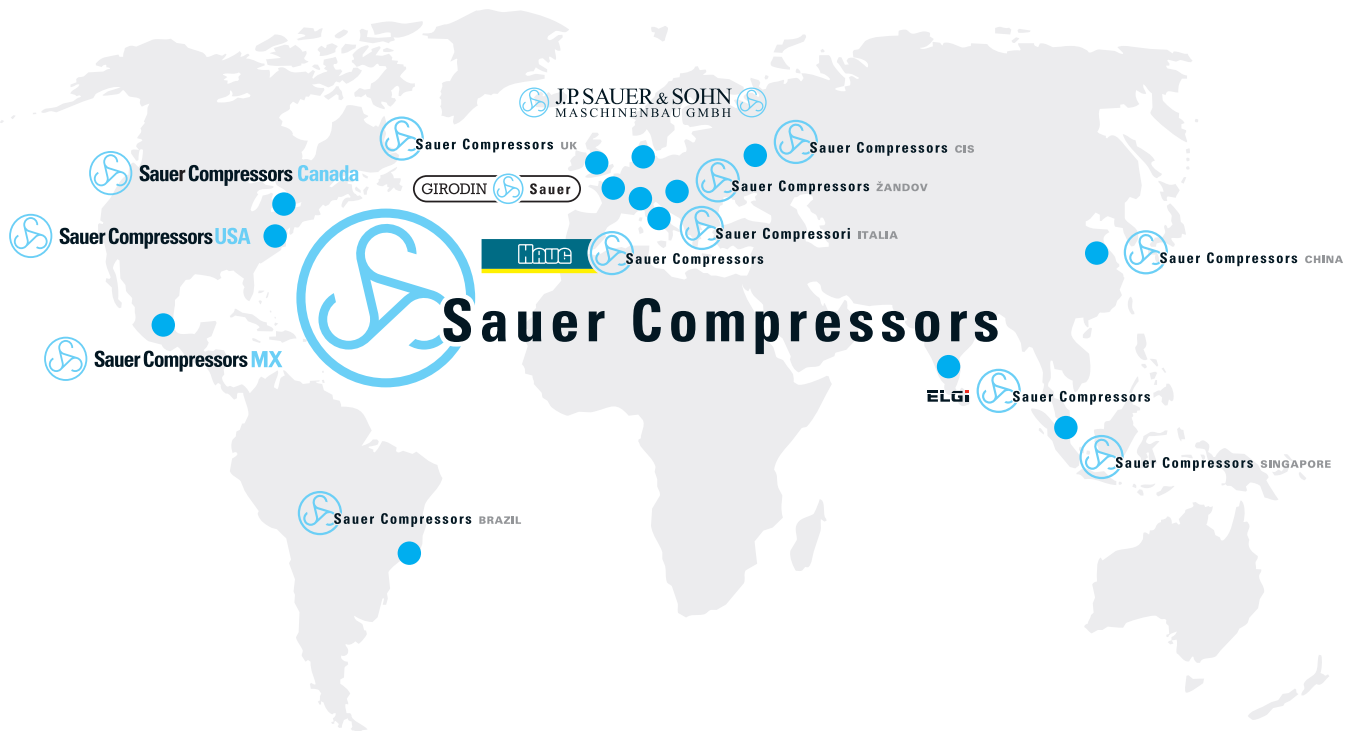 J.P. SAUER & SOHN
MASCHINENBAU GMBH
Sauer Compressors UK
Sauer Compressors CIS
Sauer Compressors Canada
GIRODIN Sauer
Sauer Compressors ŽANDOV
Sauer Compressors USA
Sauer Compressori ITALIA
HAUG Sauer Compressors
Sauer Compressors CHINA
Sauer Compressors
Sauer Compressors MX
ELGi Sauer Compressors
Sauer Compressors SINGAPORE
Sauer Compressors BRAZIL